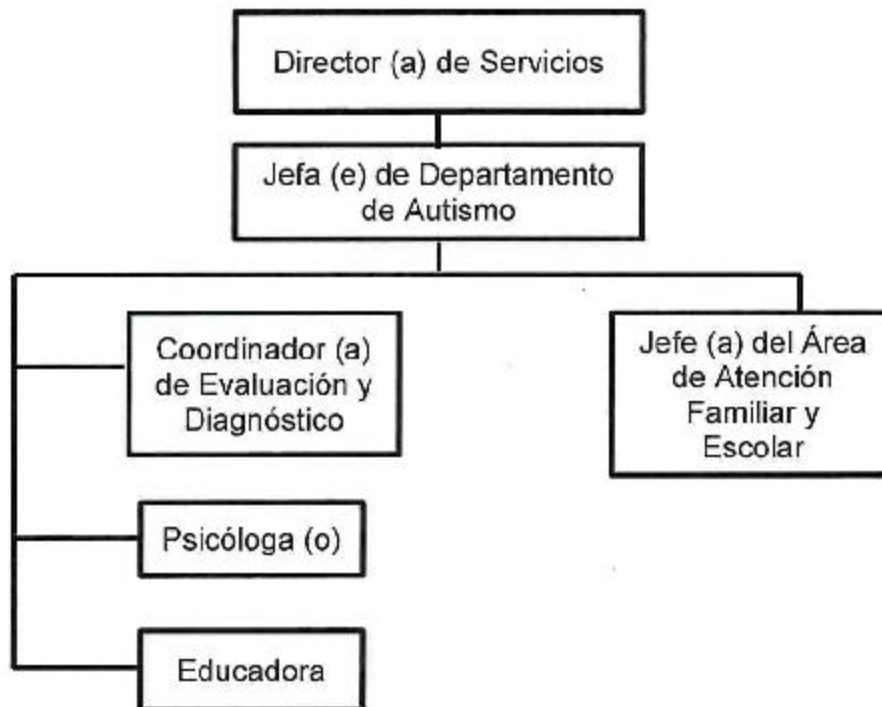 Director (a) de Servicios
Jefa (e) de Departamento
de Autismo
Coordinador (a)
de Evaluación y
Diagnóstico
Jefe (a) del Área
de Atención
Familiar y
Escolar
Psicóloga (o)
Educadora